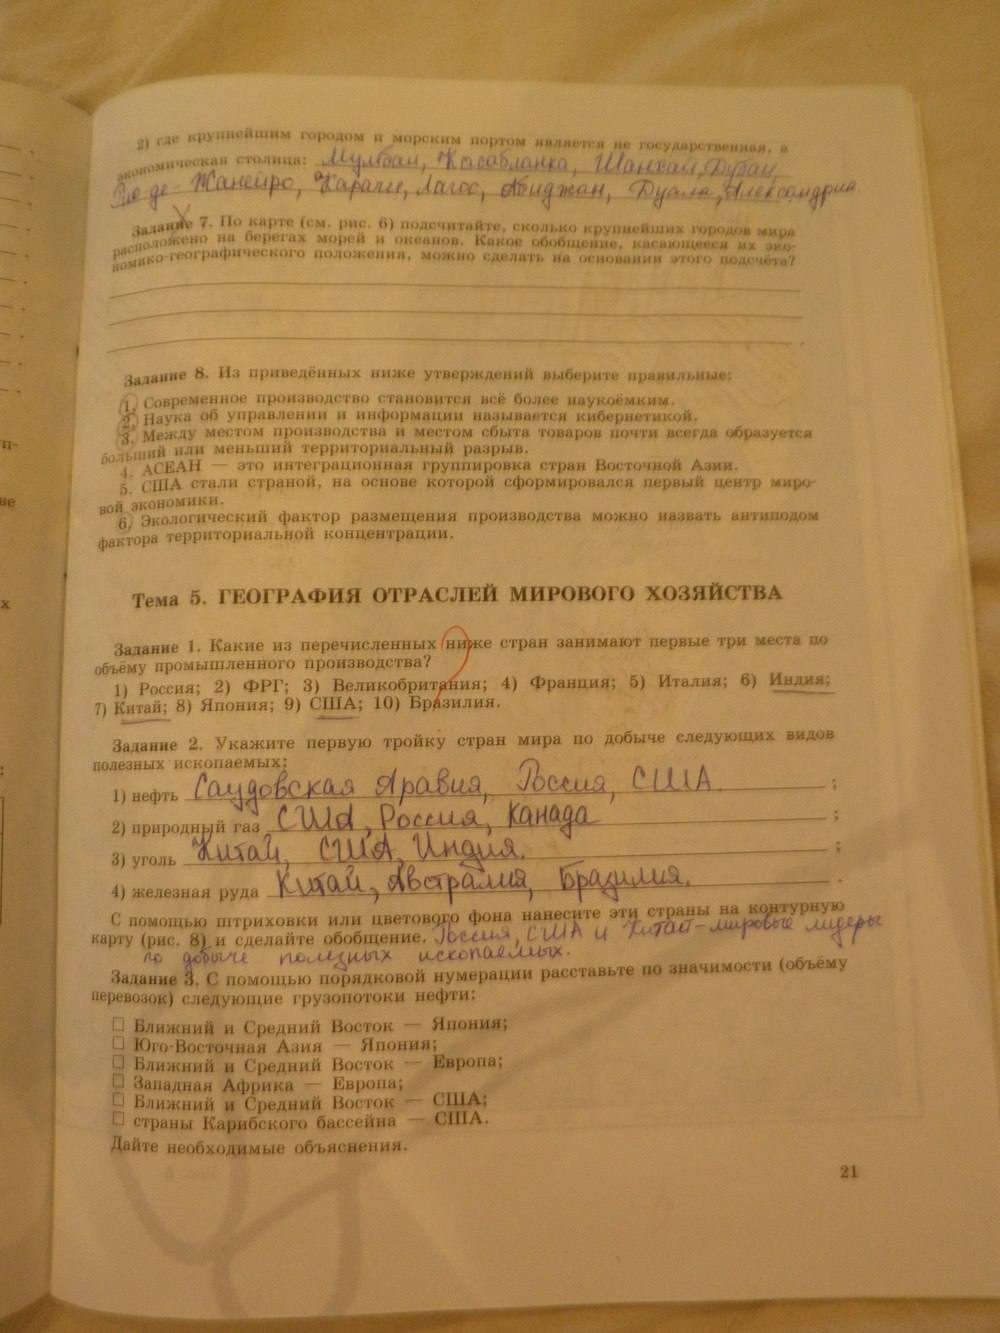 2) где крупнейшим городом и морским портом является не государственная, а
экономическая столица: Мумбаи, Касабланка, Шанхай, Дубаи,
Рио-де-Жанейро, Карачи, Лагос, Абиджан, Дуала, Александрия
Задание 7. По карте (см. рис. 6) подсчитайте, сколько крупнейших городов мира
расположено на берегах морей и океанов. Какое обобщение, касающееся их эко-
номико-географического положения, можно сделать на основании этого подсчёта?
Задание 8. Из приведённых ниже утверждений выберите правильные:
1. Современное производство становится всё более наукоёмким.
2. Наука об управлении и информации называется кибернетикой.
3. Между местом производства и местом сбыта товаров почти всегда образуется
больший или меньший территориальный разрыв.
4. АСЕАН — это интеграционная группировка стран Восточной Азии.
5. США стали страной, на основе которой сформировался первый центр миро-
вой экономики.
6. Экологический фактор размещения производства можно назвать антиподом
фактора территориальной концентрации.
Тема 5. ГЕОГРАФИЯ ОТРАСЛЕЙ МИРОВОГО ХОЗЯЙСТВА
Задание 1. Какие из перечисленных ниже стран занимают первые три места по
объёму промышленного производства?
1) Россия; 2) ФРГ; 3) Великобритания; 4) Франция; 5) Италия; 6) Индия;
7) Китай; 8) Япония; 9) США; 10) Бразилия.
Задание 2. Укажите первую тройку стран мира по добыче следующих видов
полезных ископаемых:
1) нефть Саудовская Аравия, Россия, США ;
2) природный газ США, Россия, Канада ;
3) уголь Китай, США, Индия. ;
4) железная руда Китай, Австралия, Бразилия. .
С помощью штриховки или цветового фона нанесите эти страны на контурную
карту (рис. 8) и сделайте обобщение. Россия, США и Китай - мировые лидеры
по добыче полезных ископаемых.
Задание 3. С помощью порядковой нумерации расставьте по значимости (объёму
перевозок) следующие грузопотоки нефти:
Ближний и Средний Восток — Япония;
Юго-Восточная Азия — Япония;
Ближний и Средний Восток — Европа;
Западная Африка — Европа;
Ближний и Средний Восток — США;
страны Карибского бассейна — США.
Дайте необходимые объяснения.
21